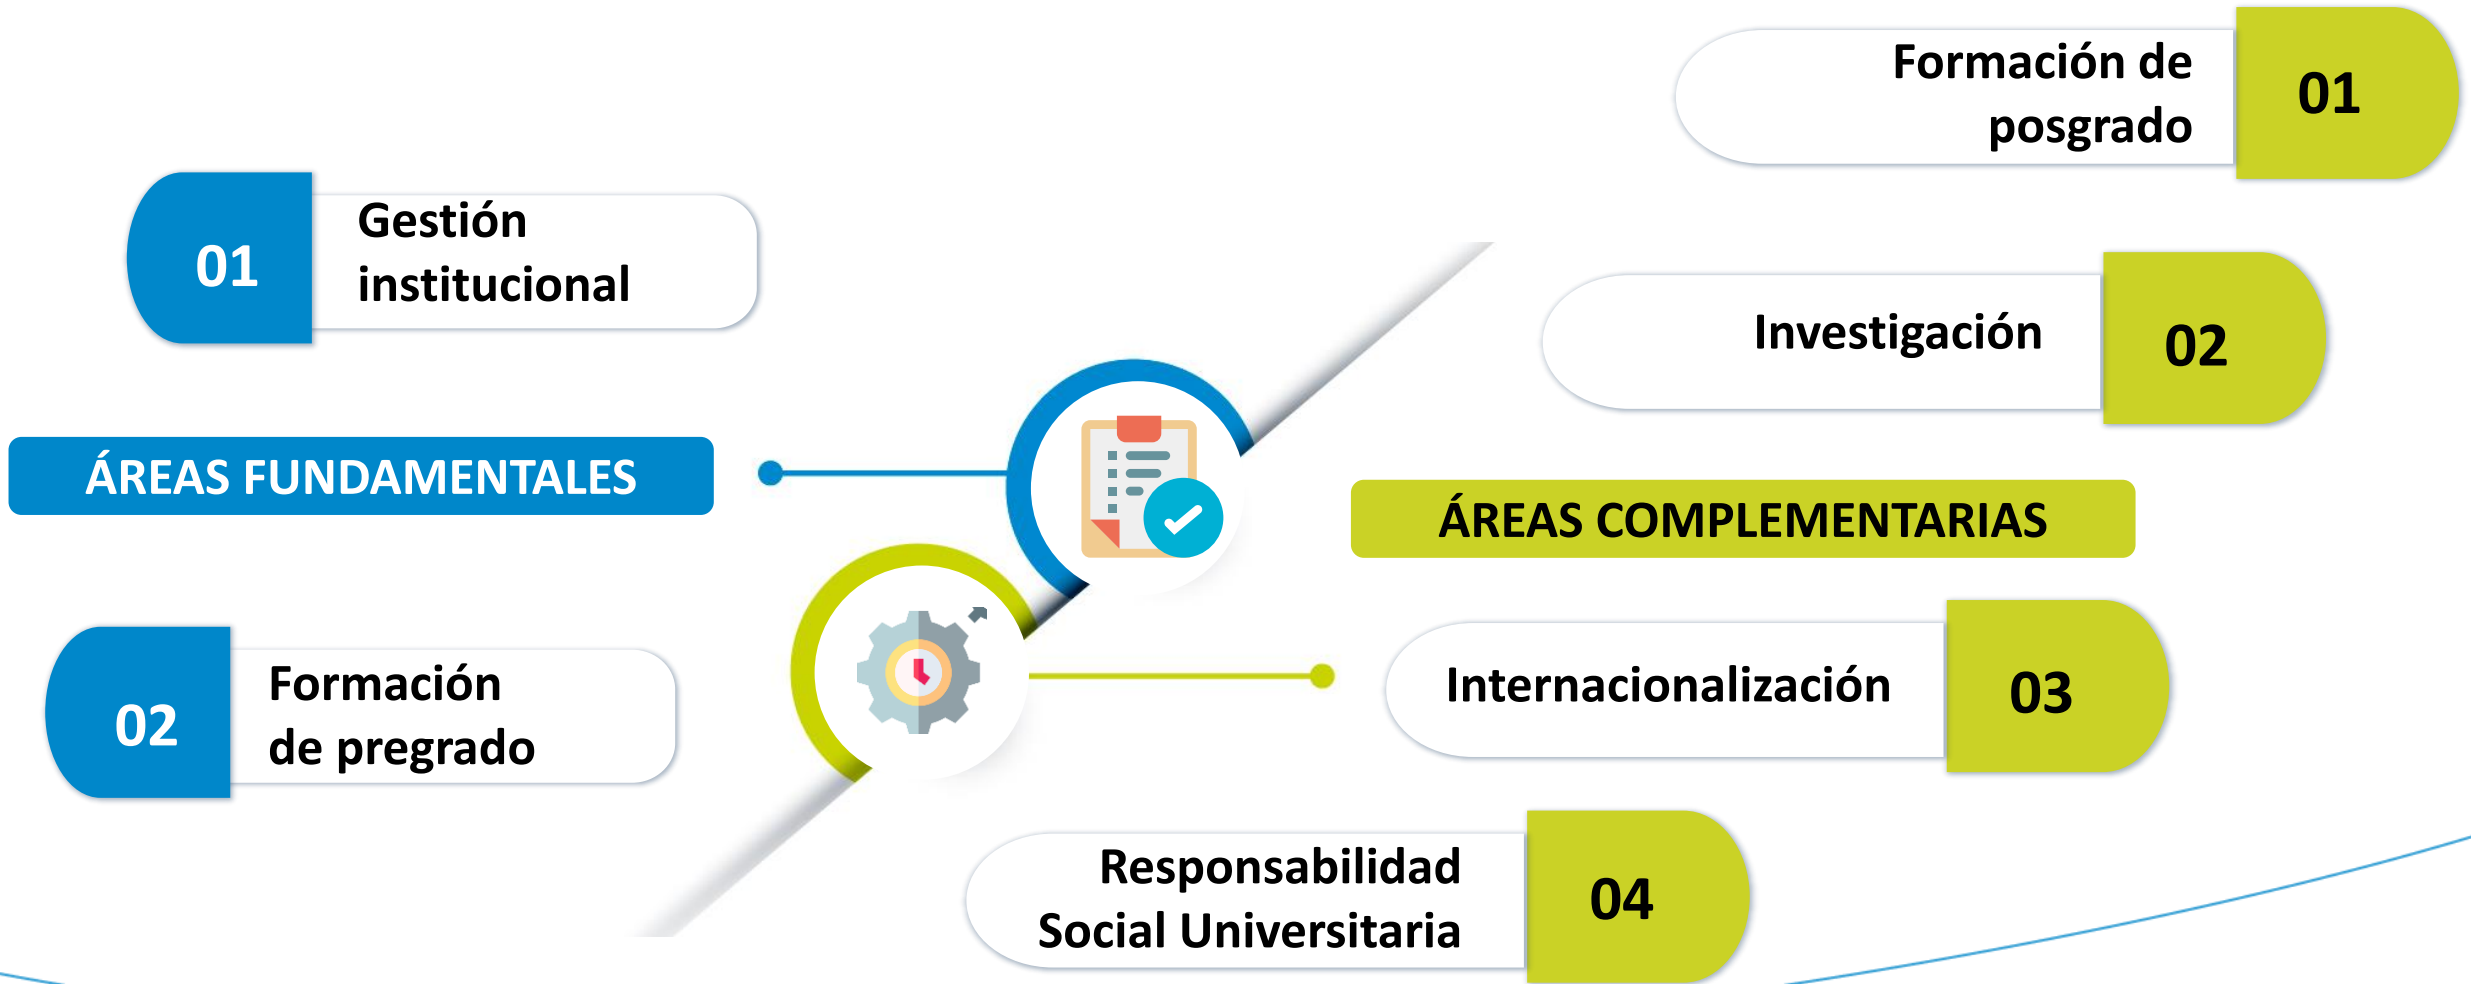 01
Gestión
institucional
ÁREAS FUNDAMENTALES
02
Formación
de pregrado
Formación de
posgrado
01
Investigación
02
ÁREAS COMPLEMENTARIAS
Internacionalización
03
Responsabilidad
Social Universitaria
04